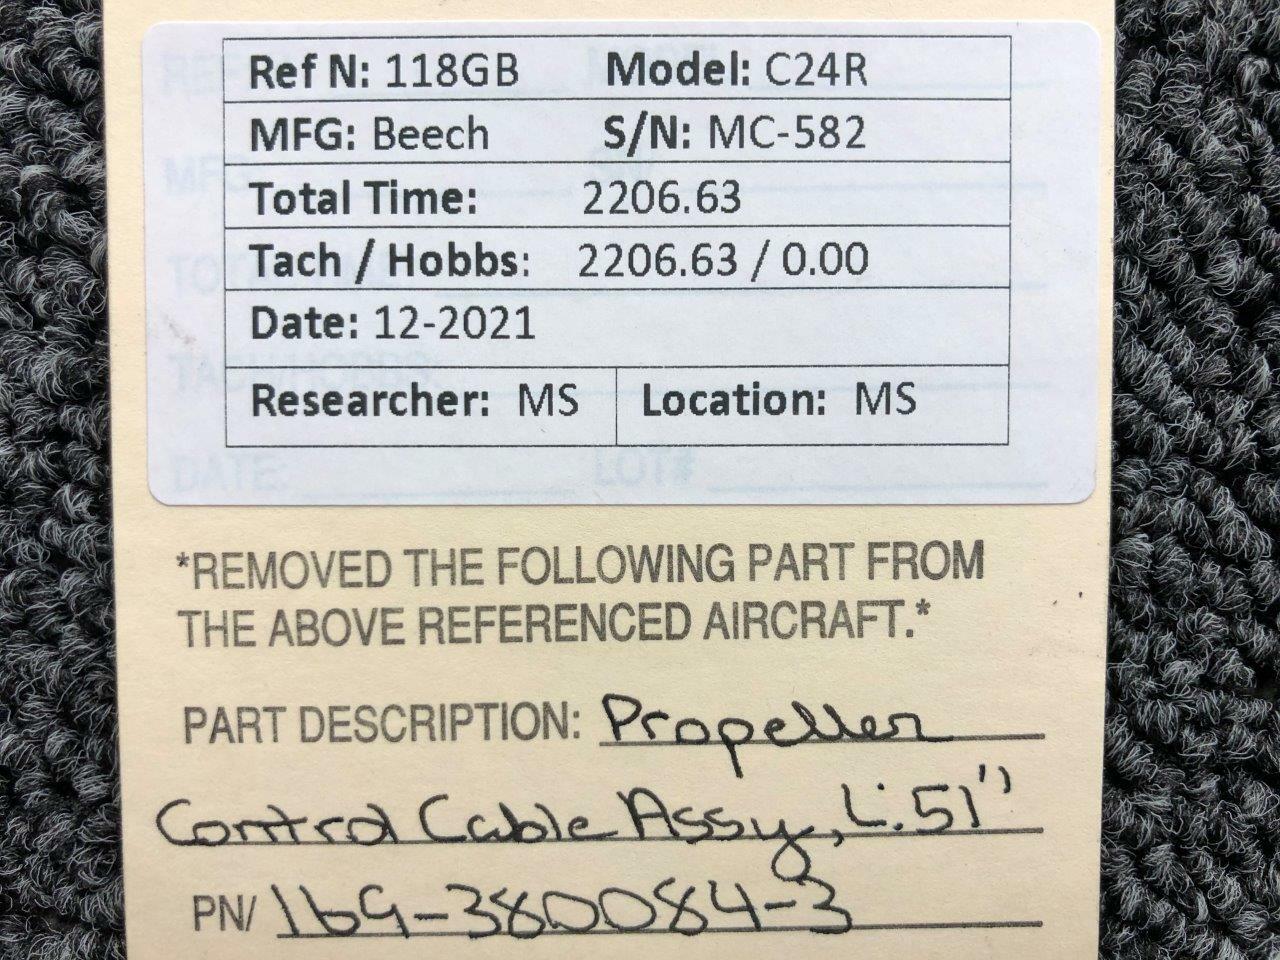 Ref N: 118GB Model: C24R
MFG: Beech S/N: MC-582
Total Time: 2206.63
Tach / Hobbs: 2206.63 / 0.00
Date: 12-2021
Researcher: MS Location: MS
DATE: LOT#
*REMOVED THE FOLLOWING PART FROM
THE ABOVE REFERENCED AIRCRAFT.*
PART DESCRIPTION: Propeller
Control Cable Assy, L:51"
PN/ 169-380084-3